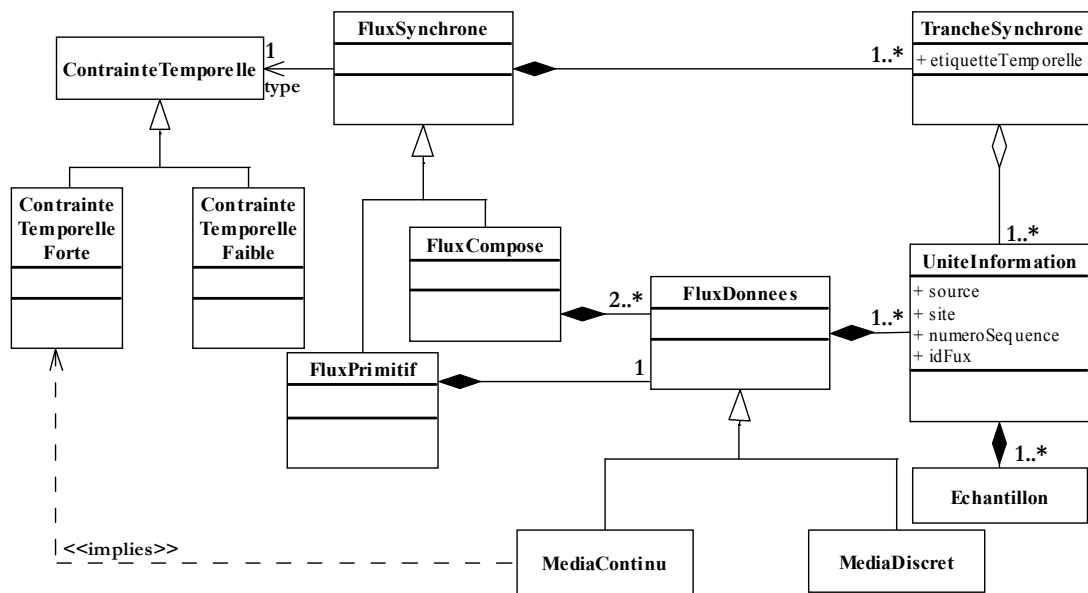 FluxSynchrone
TrancheSynchrone
+ etiquetteTemporelle
ContrainteTemporelle
1
type
1..*
Contrainte
Temporelle
Forte
Contrainte
Temporelle
Faible
FluxCompose
1..*
UniteInformation
+ source
+ site
+ numeroSequence
+ idFux
FluxDonnees
2..*
1..*
FluxPrimitif
1
1..*
Echantillon
<<implies>>
MediaContinu
MediaDiscret